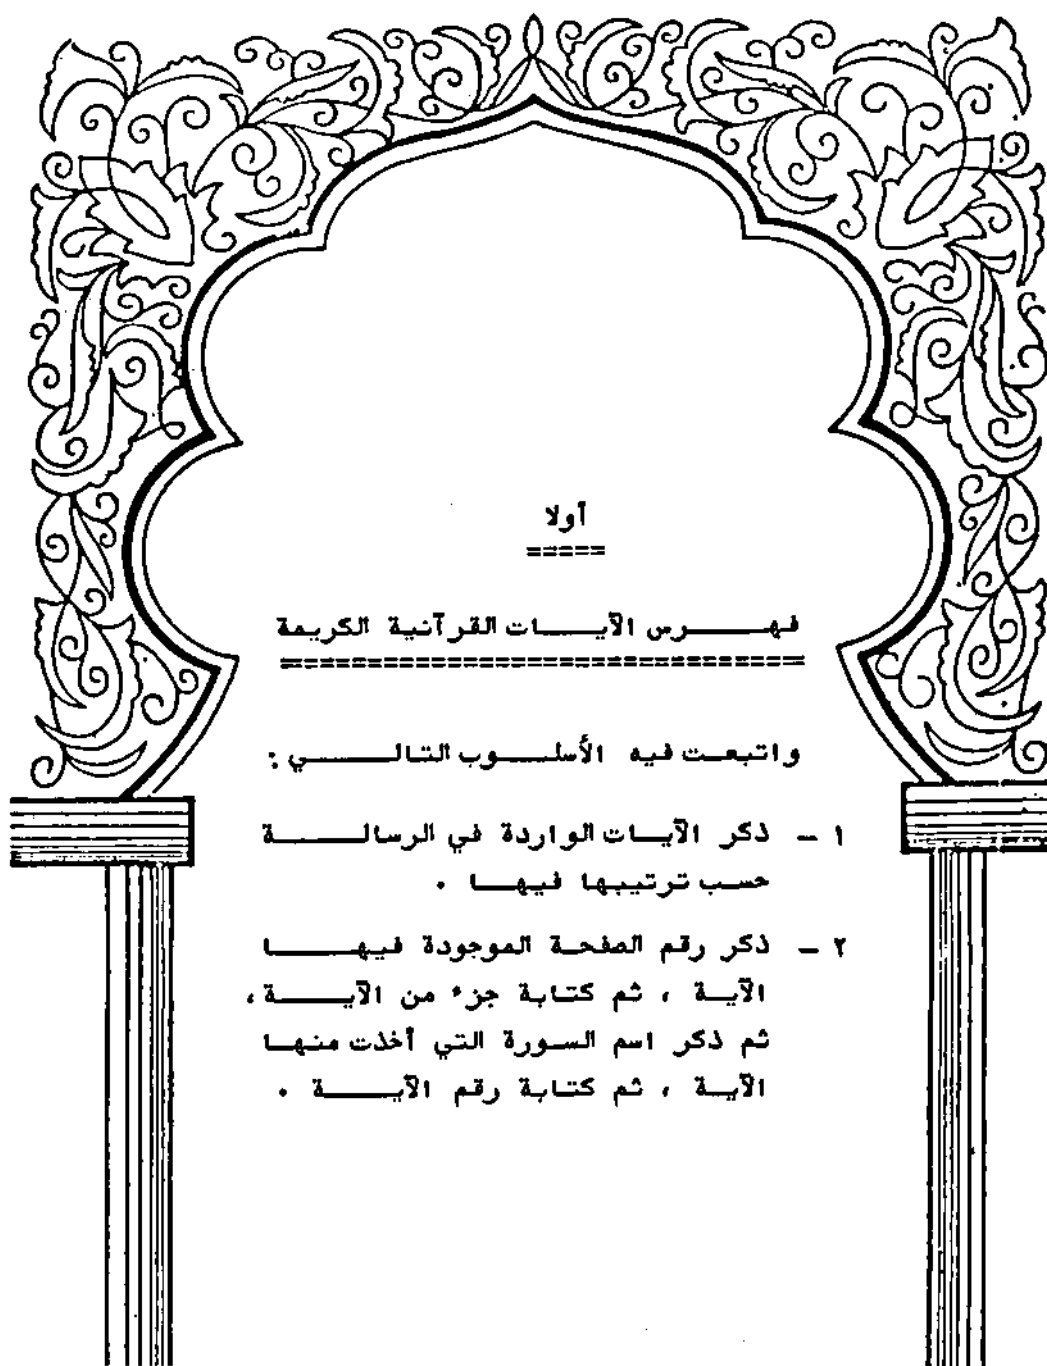 أولا
فهرس الآيات القرآنية الكريمة
واتبعت فيه الأسلوب التالي :
١ - ذكر الآيات الواردة في الرسالة
حسب ترتيبها فيها .
٢ - ذكر رقم الصفحة الموجودة فيها
الآية ، ثم كتابة جزء من الآية ،
ثم ذكر اسم السورة التي أخذت منها
الآية ، ثم كتابة رقم الآية .